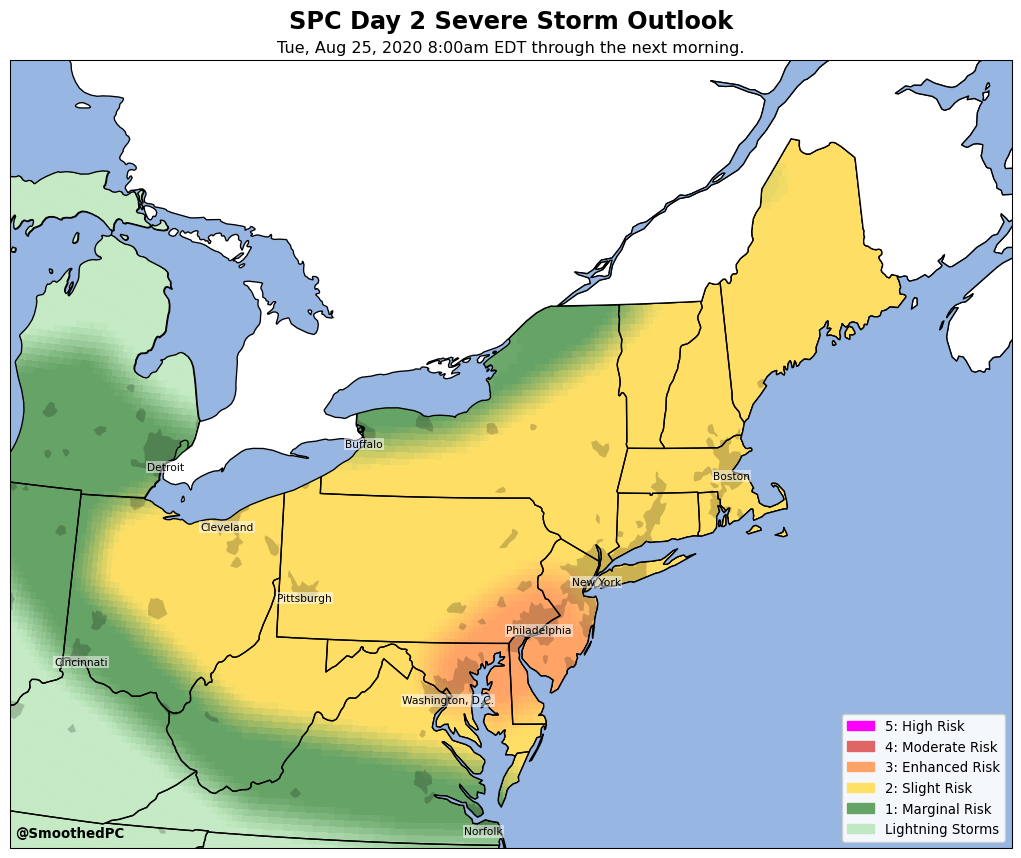 SPC Day 2 Severe Storm Outlook
Tue, Aug 25, 2020 8:00am EDT through the next morning.
Buffalo
Detroit
Boston
Cleveland
New York
Pittsburgh
Philadelphia
Cincinnati
Washington, D.C.
5: High Risk
4: Moderate Risk
3: Enhanced Risk
2: Slight Risk
1: Marginal Risk
Lightning Storms
Norfolk
@SmoothedPC